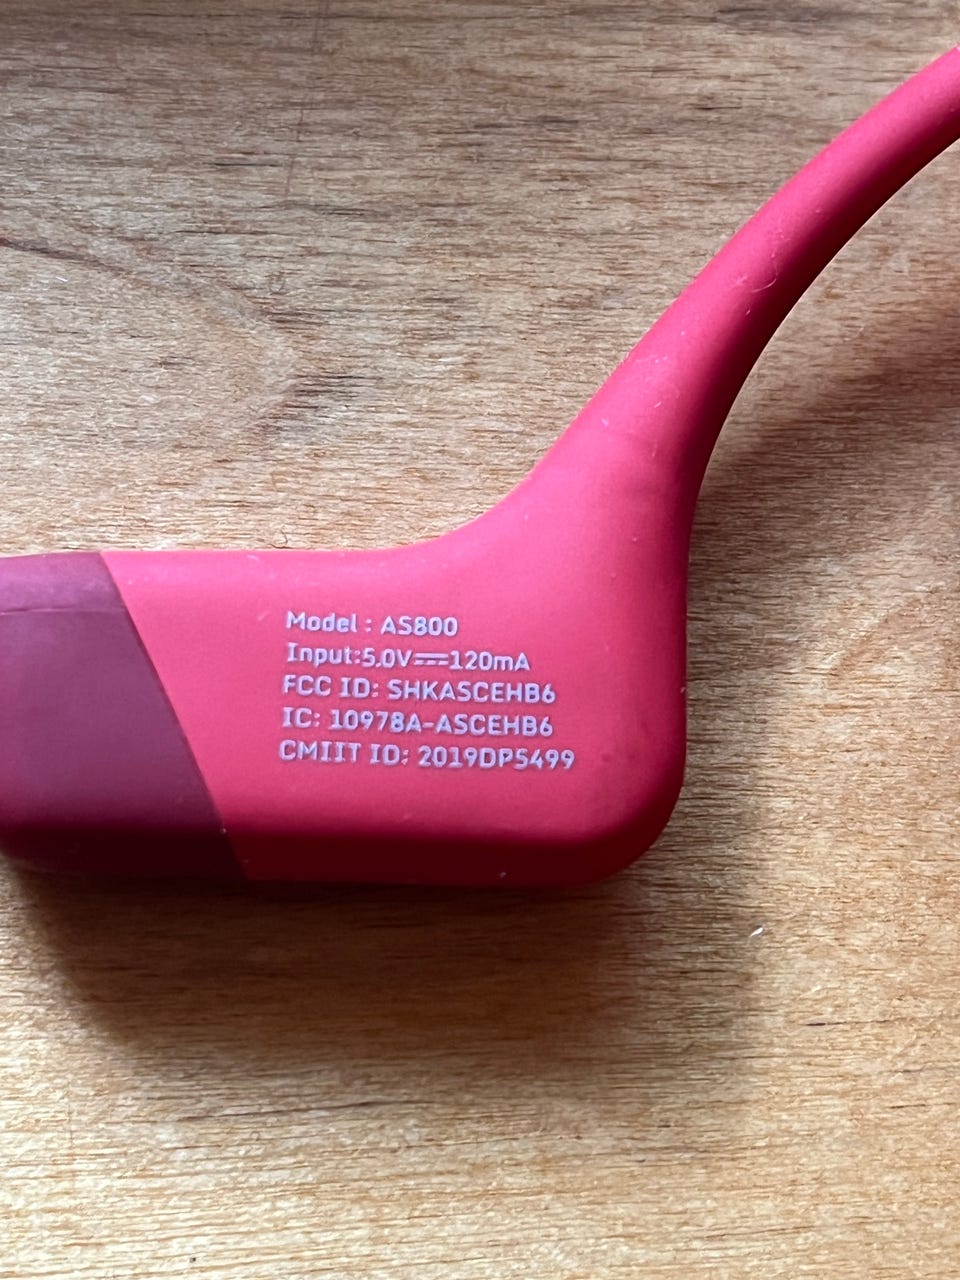 Model : AS800
Input:5.0V⎓120mA
FCC ID: SHKASCEHB6
IC: 10978A-ASCEHB6
CMIIT ID: 2019DP5499